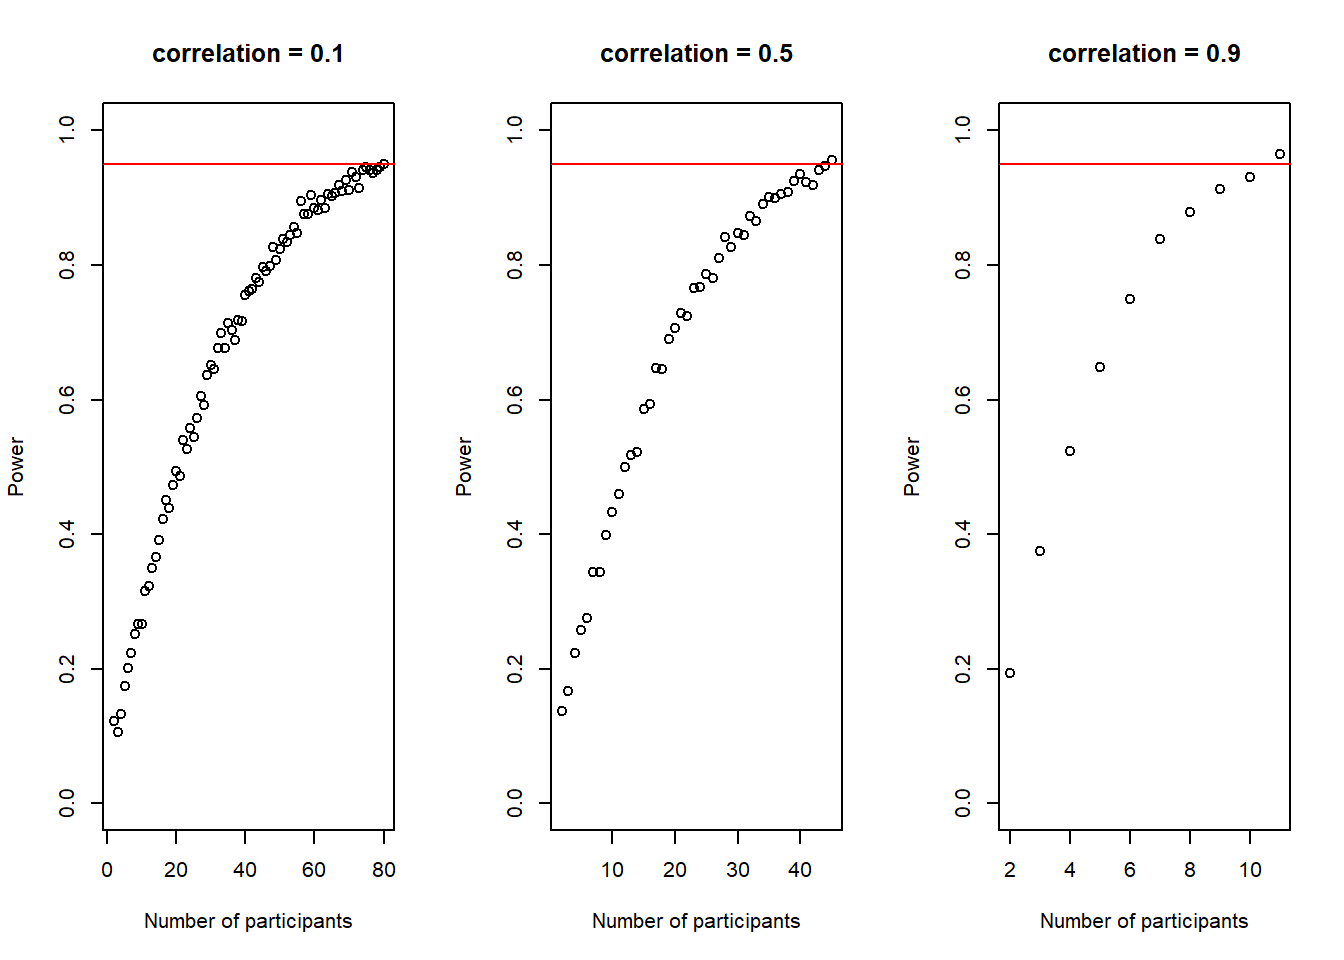 correlation = 0.1
Power
1.0
0.8
0.6
0.4
0.2
0.0
0 20 40 60 80
Number of participants
correlation = 0.5
Power
1.0
0.8
0.6
0.4
0.2
0.0
10 20 30 40
Number of participants
correlation = 0.9
Power
1.0
0.8
0.6
0.4
0.2
0.0
2 4 6 8 10
Number of participants